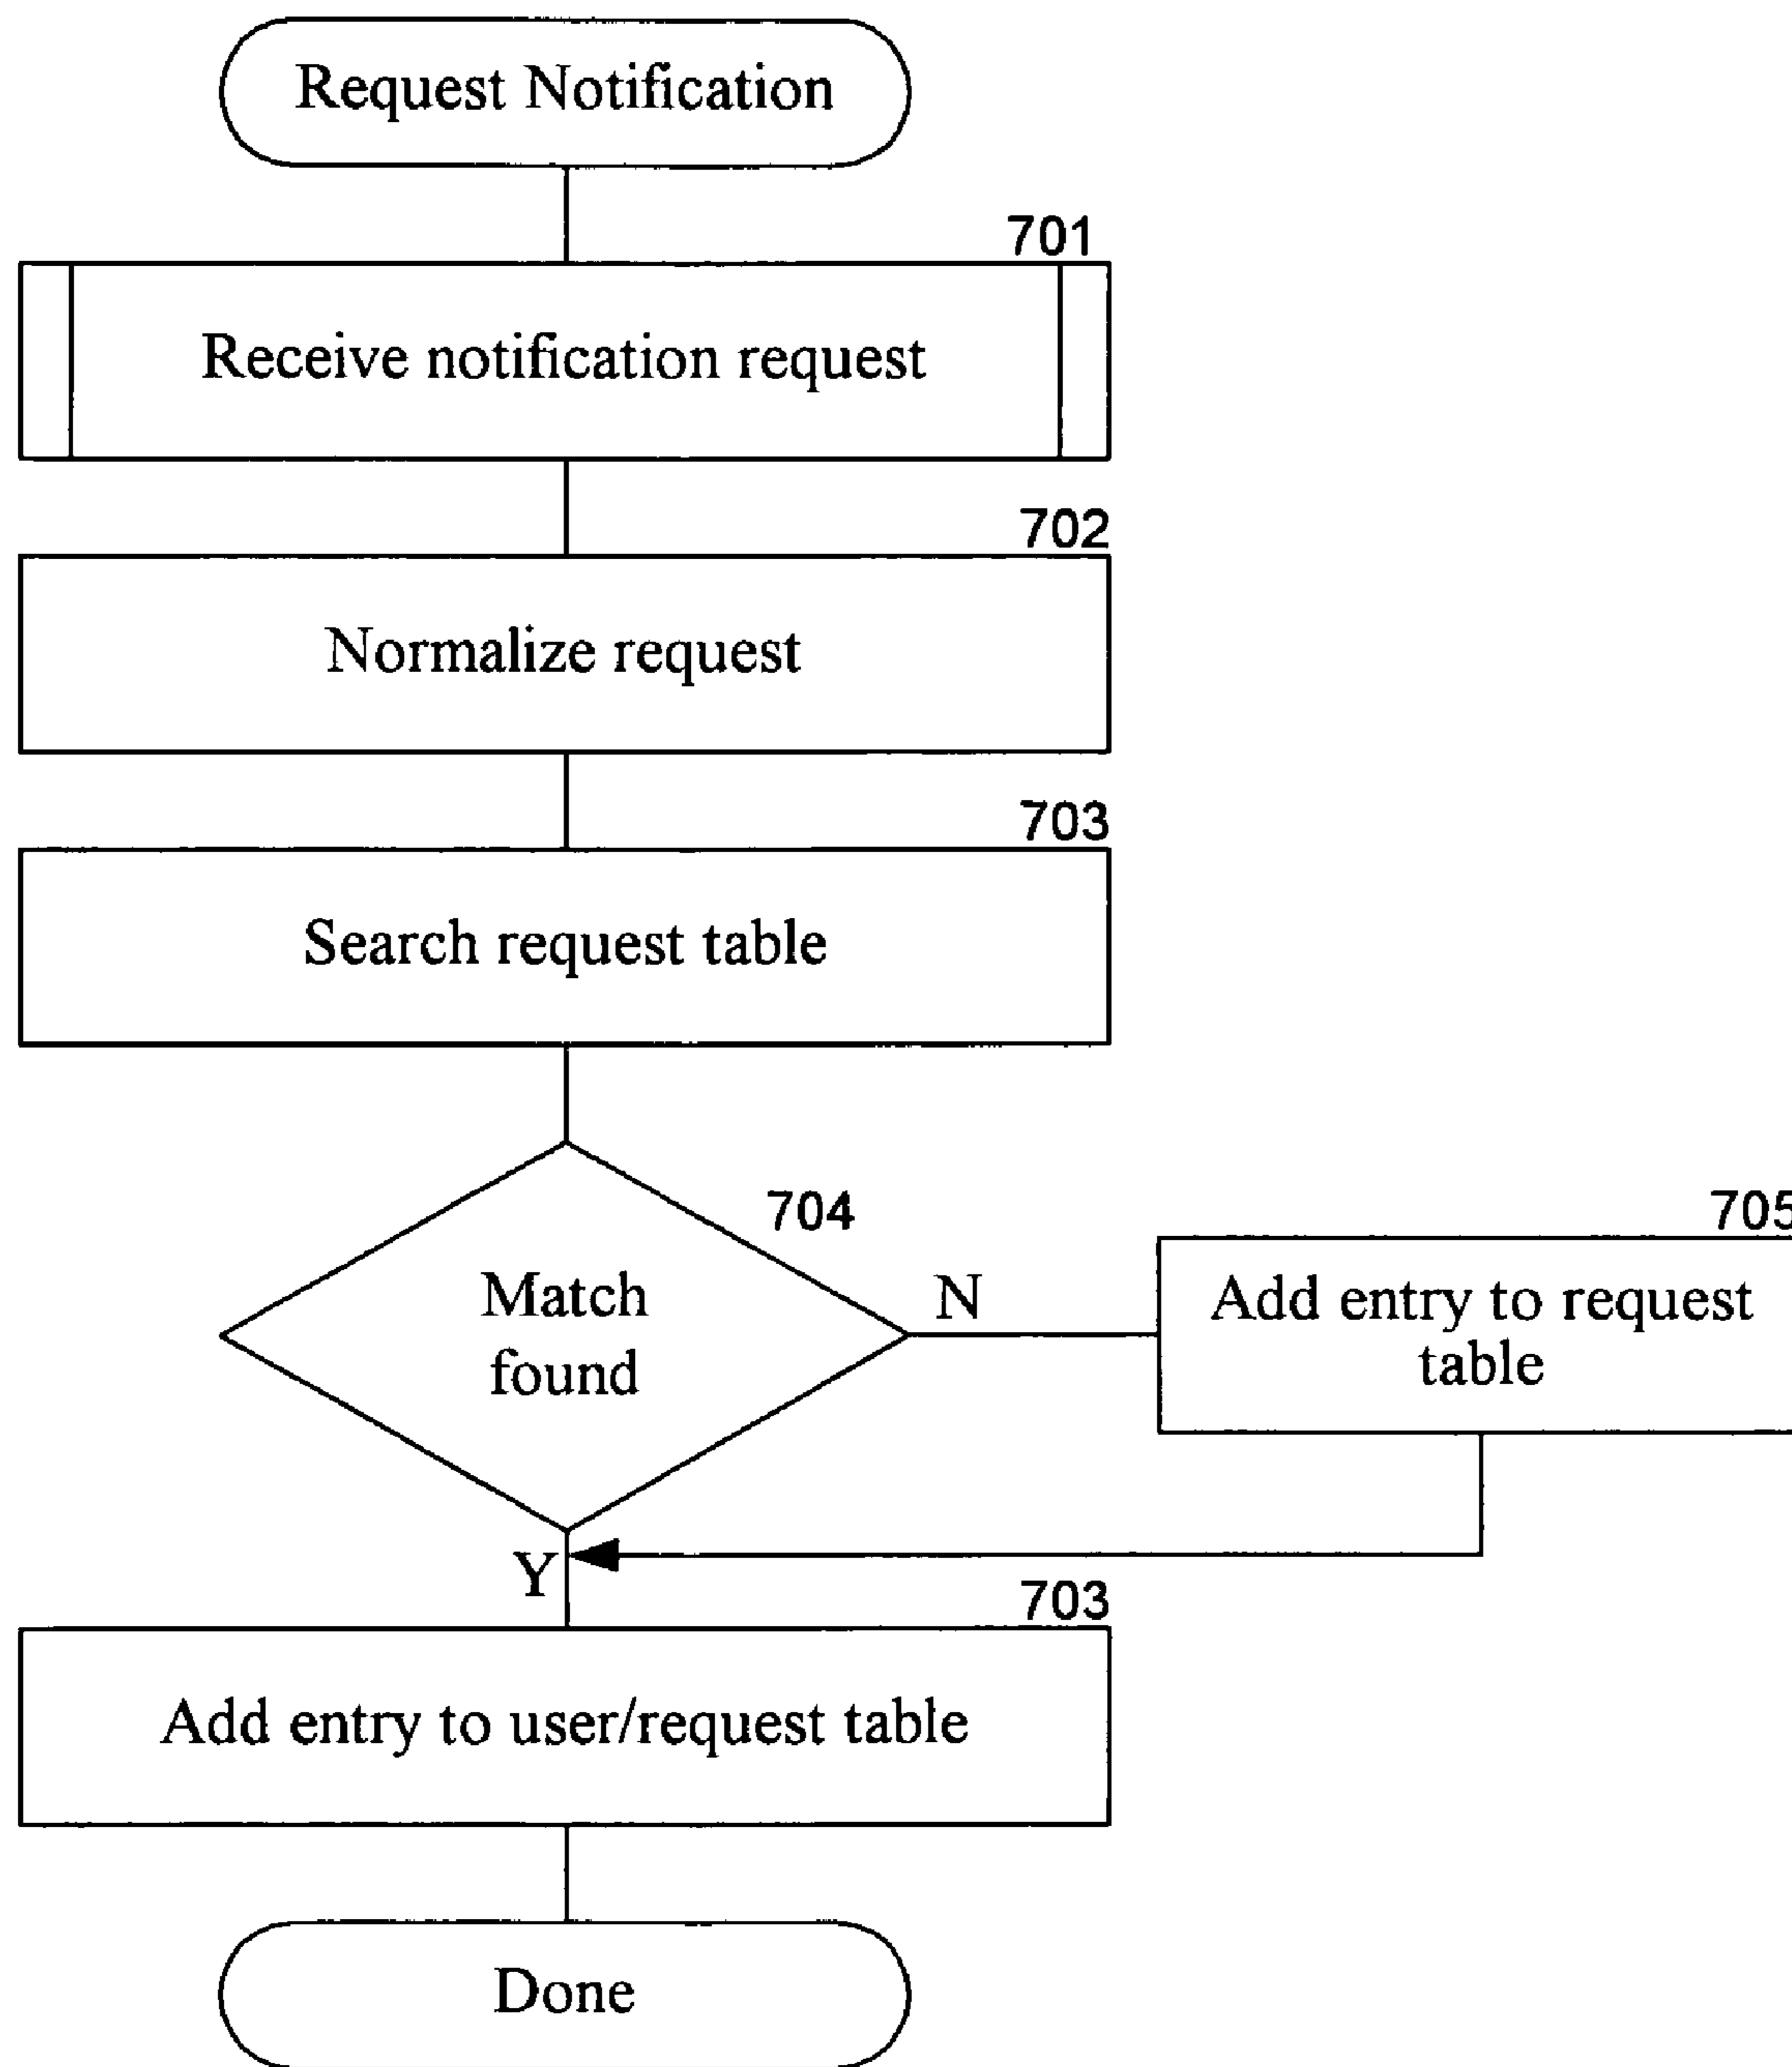 Request Notification
701
Receive notification request
702
Normalize request
703
Search request table
704
Match
found
N
705
Add entry to request
table
Y
703
Add entry to user/request table
Done